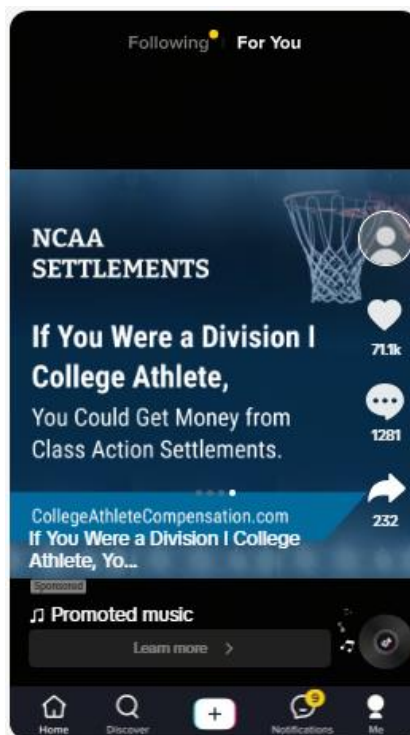 Following For You
NCAA
SETTLEMENTS
If You Were a Division I
College Athlete,
You Could Get Money from
Class Action Settlements.
71.1k
1281
232
CollegeAthleteCompensation.com
If You Were a Division I College
Athlete, Yo...
Sponsored
♫ Promoted music
Learn more >
9
Home Discover Notifications Me